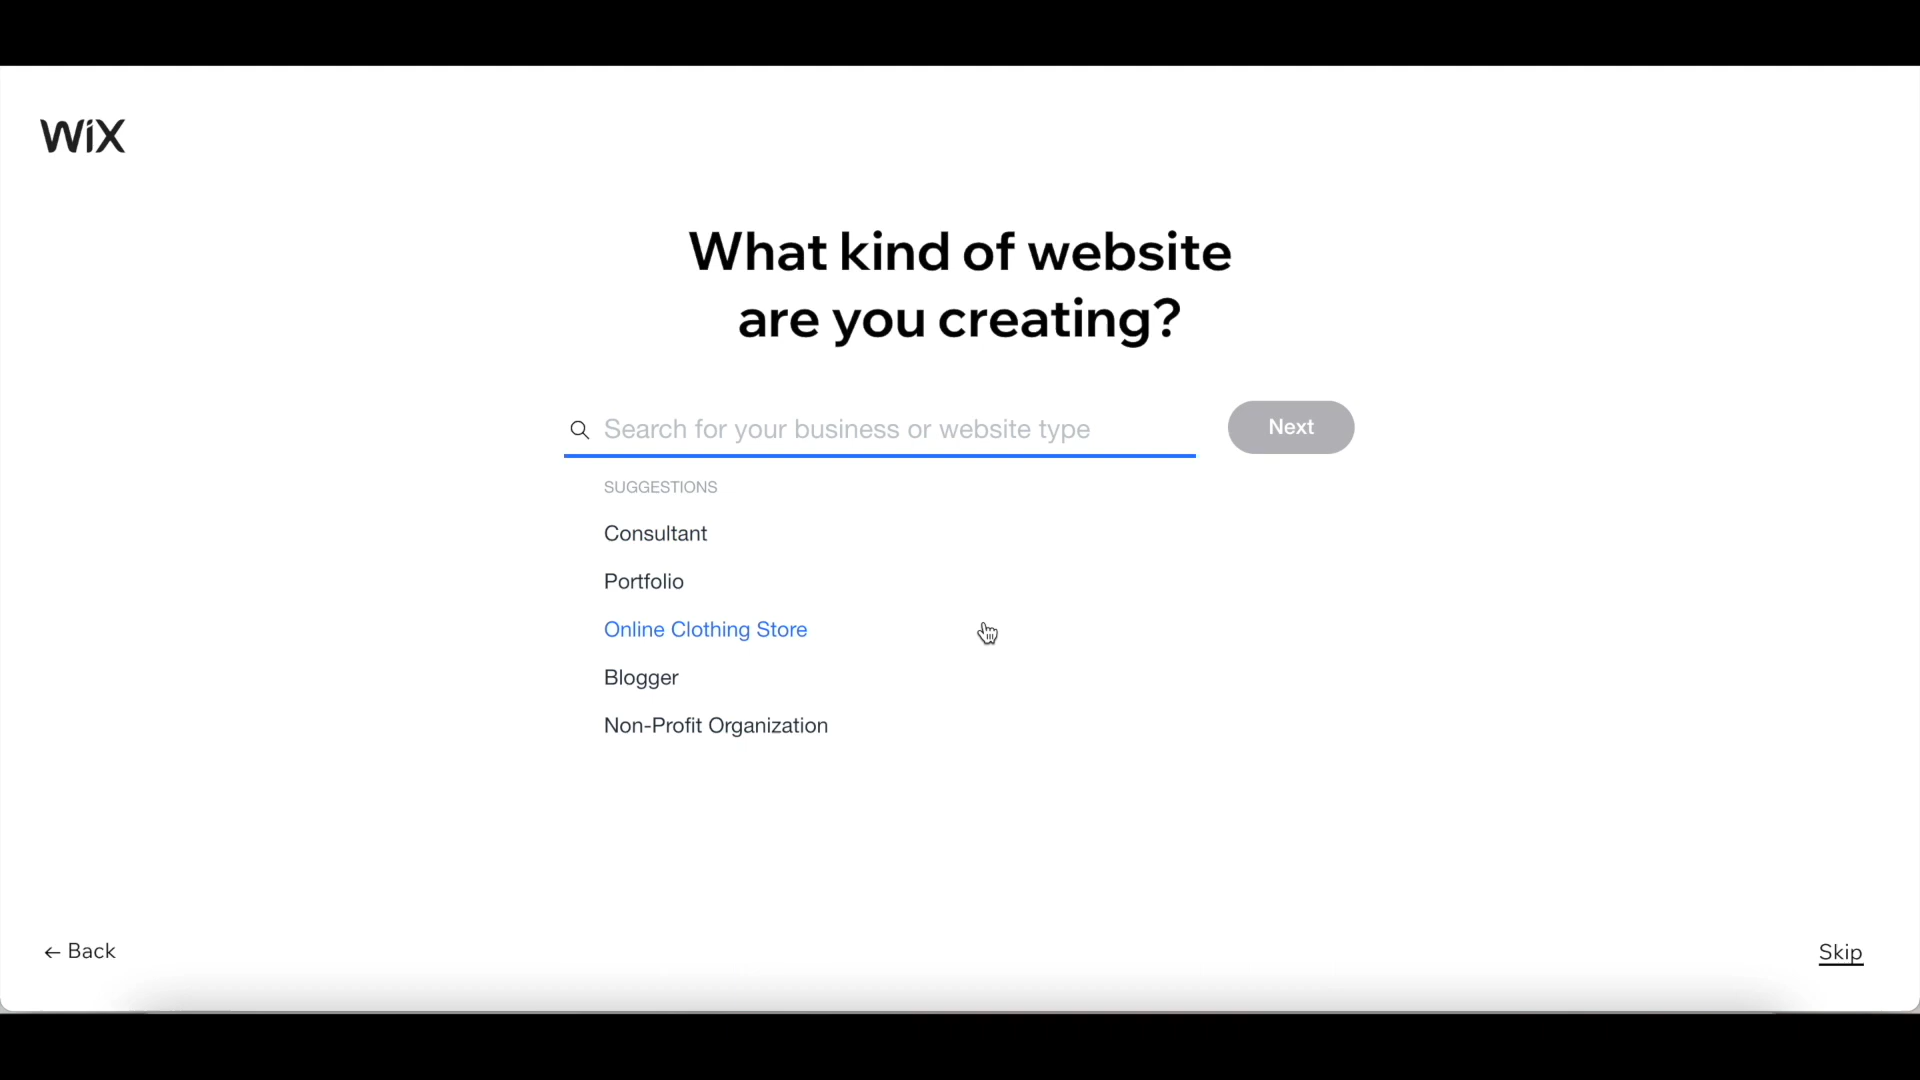 WiX
What kind of website
are you creating?
Search for your business or website type
Next
SUGGESTIONS
Consultant
Portfolio
Online Clothing Store
Blogger
Non-Profit Organization
← Back
Skip